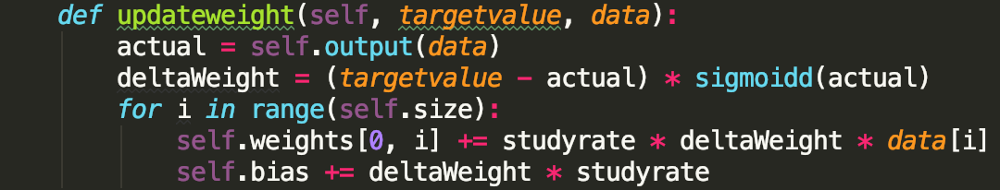 def updateweight(self, targetvalue, data):
actual = self.output(data)
deltaWeight = (targetvalue - actual) * sigmoidd(actual)
for i in range(self.size):
self.weights[0, i] += studyrate * deltaWeight * data[i]
self.bias += deltaWeight * studyrate